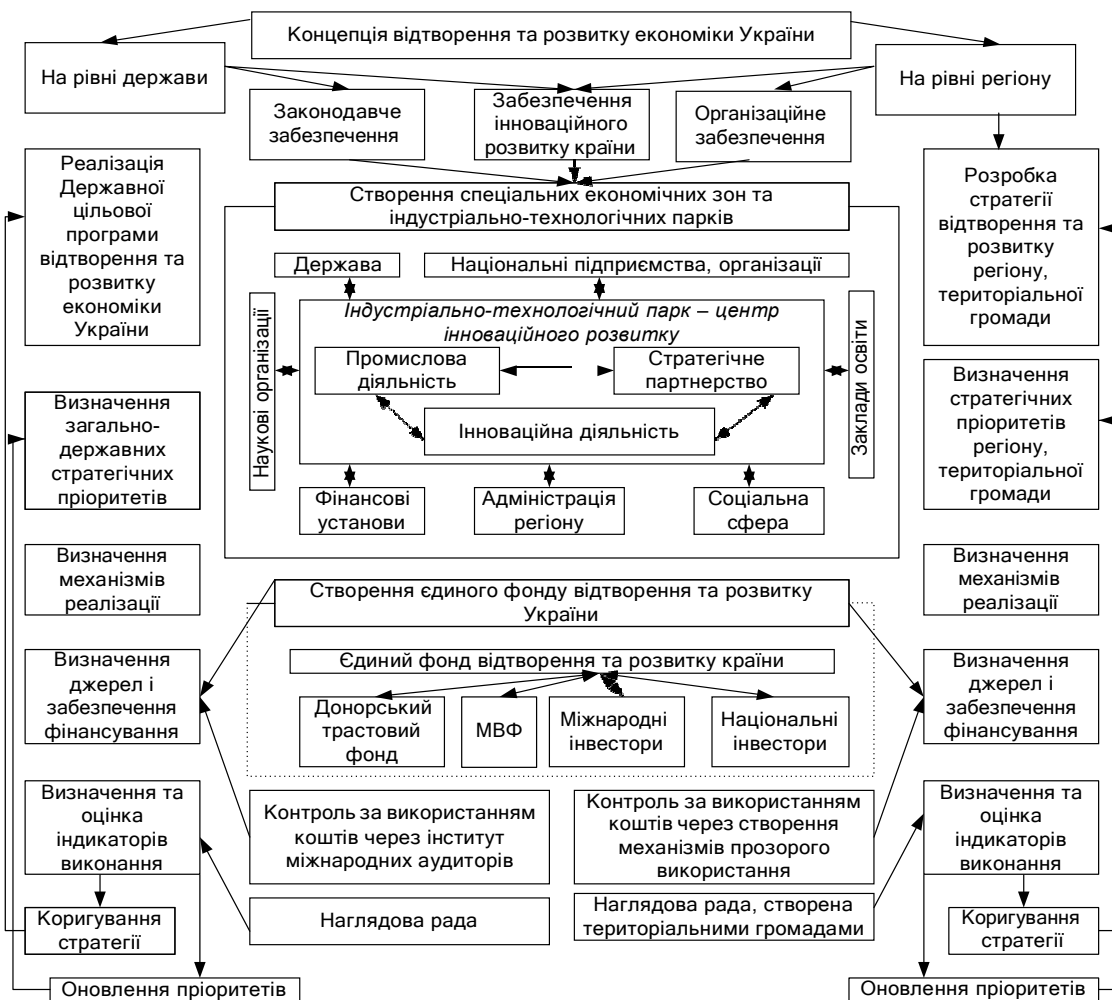 Концепція відтворення та розвитку економіки України
На рівні держави
На рівні регіону
Законодавче
забезпечення
Забезпечення
інноваційного
розвитку країни
Організаційне
забезпечення
Реалізація
Державної
цільової
програми
відтворення та
розвитку
економіки
України
Створення спеціальних економічних зон та
індустріально-технологічних парків
Розробка
стратегії
відтворення та
розвитку
регіону,
територіальної
громади
Держава
Національні підприємства, організації
Наукові організації
Індустріально-технологічний парк – центр
інноваційного розвитку
Промислова
діяльність
Стратегічне
партнерство
Інноваційна діяльність
Заклади освіти
Фінансові
установи
Адміністрація
регіону
Соціальна
сфера
Визначення
загально-
державних
стратегічних
пріоритетів
Визначення
стратегічних
пріоритетів
регіону,
територіальної
громади
Визначення
механізмів
реалізації
Створення єдиного фонду відтворення та розвитку
України
Визначення
механізмів
реалізації
Визначення
джерел і
забезпечення
фінансування
Єдиний фонд відтворення та розвитку країни
Донорський
трастовий
фонд
МВФ
Міжнародні
інвестори
Національні
інвестори
Визначення
джерел і
забезпечення
фінансування
Визначення та
оцінка
індикаторів
виконання
Контроль за використанням
коштів через інститут
міжнародних аудиторів
Контроль за використанням
коштів через створення
механізмів прозорого
використання
Визначення та
оцінка
індикаторів
виконання
Коригування
стратегії
Наглядова рада
Наглядова рада, створена
територіальними громадами
Коригування
стратегії
Оновлення пріоритетів
Оновлення пріоритетів